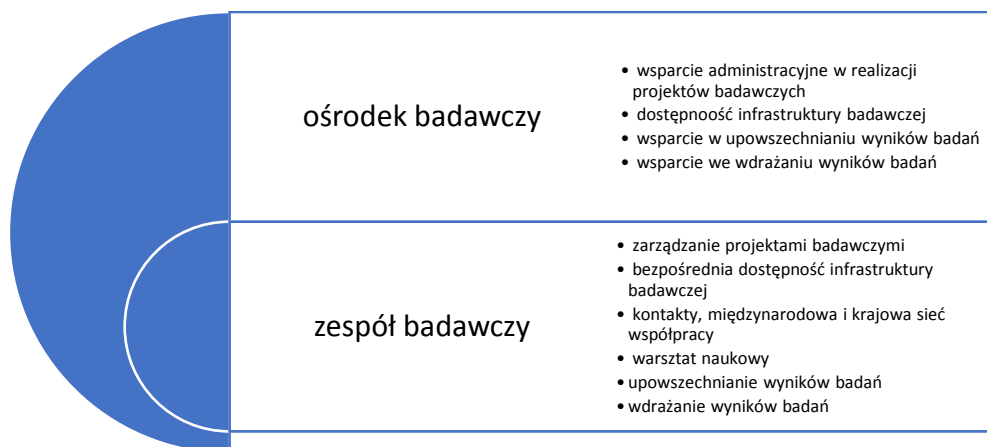 ośrodek badawczy
• wsparcie administracyjne w realizacji
projektów badawczych
• dostępnoość infrastruktury badawczej
• wsparcie w upowszechnianiu wyników badań
• wsparcie we wdrażaniu wyników badań
zespół badawczy
• zarządzanie projektami badawczymi
• bezpośrednia dostępność infrastruktury
badawczej
• kontakty, międzynarodowa i krajowa sieć
współpracy
• warsztat naukowy
• upowszechnianie wyników badań
• wdrażanie wyników badań